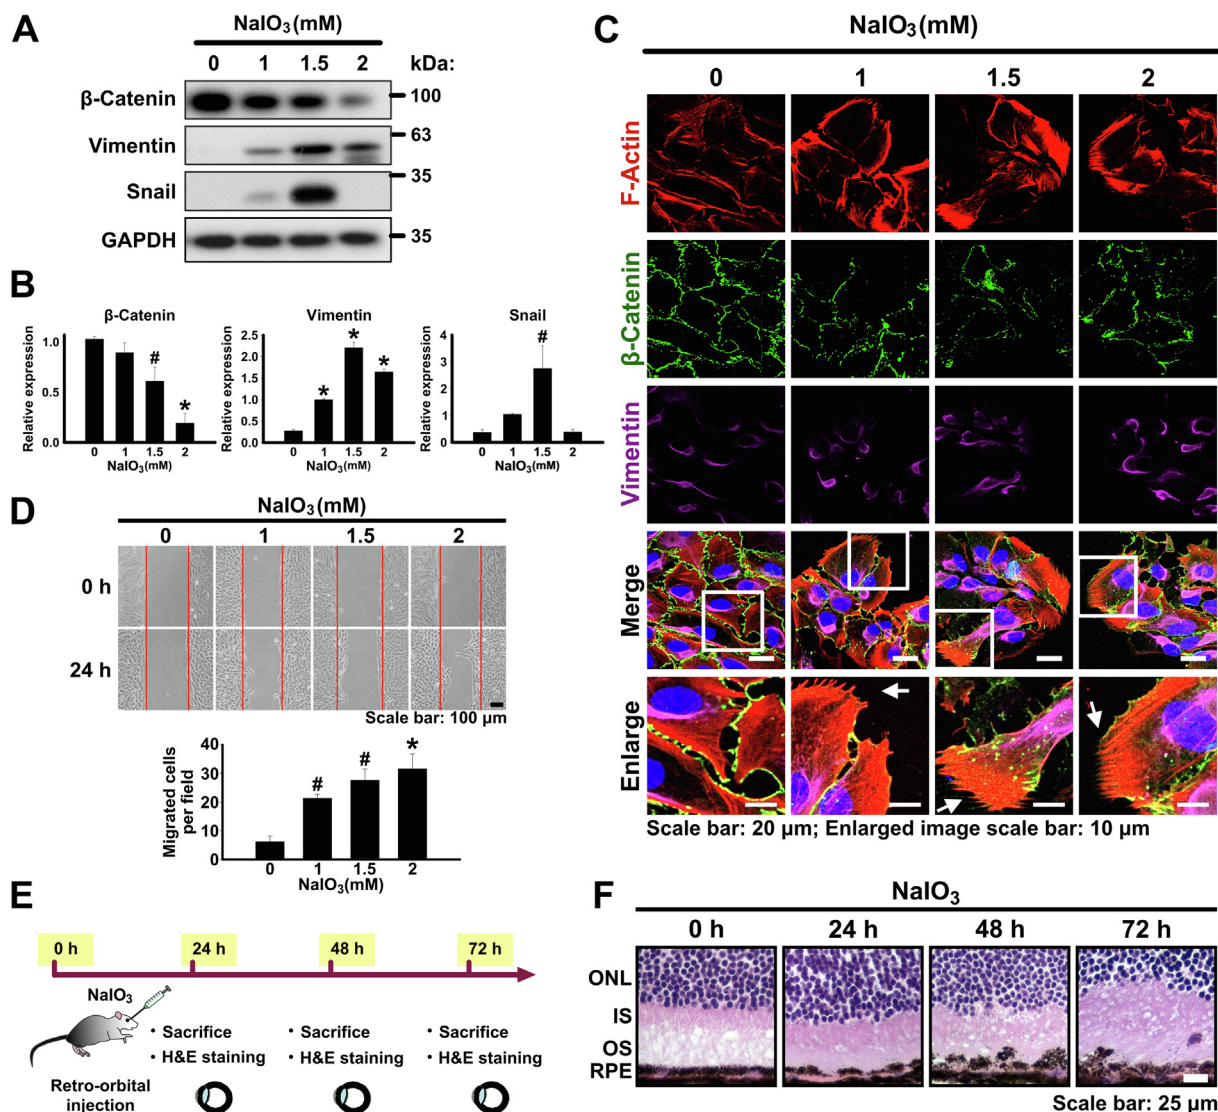 A
NaIO₃(mM)
0 1 1.5 2 kDa:
β-Catenin 100
Vimentin 63
Snail 35
GAPDH 35
B
β-Catenin
Relative expression
1.0
0.5
0.0
#
*
0 1 1.5 2
NaIO₃(mM)
Vimentin
Relative expression
2.5
2.0
1.5
1.0
0.5
0.0
*
*
*
0 1 1.5 2
NaIO₃(mM)
Snail
Relative expression
4
2
0
#
0 1 1.5 2
NaIO₃(mM)
C
NaIO₃(mM)
0 1 1.5 2
F-Actin
β-Catenin
Vimentin
Merge
Enlarge
Scale bar: 20 μm; Enlarged image scale bar: 10 μm
D
NaIO₃(mM)
0 1 1.5 2
0 h
24 h
Scale bar: 100 μm
Migrated cells
per field
40
30
20
10
0
# # *
0 1 1.5 2
NaIO₃(mM)
E
0 h 24 h 48 h 72 h
NaIO₃
• Sacrifice • Sacrifice • Sacrifice
• H&E staining • H&E staining • H&E staining
Retro-orbital
injection
F
NaIO₃
0 h 24 h 48 h 72 h
ONL
IS
OS
RPE
Scale bar: 25 μm